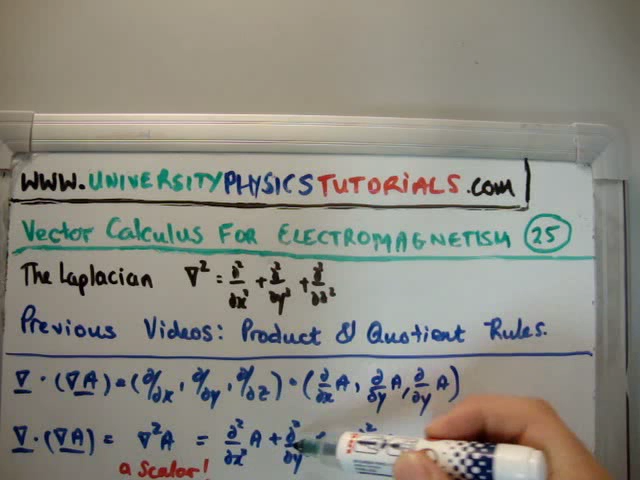 WWW.UNIVERSITYPHYSICSTUTORIALS.COM
Vector Calculus FOR ELECTROMAGNETISM 25
The Laplacian ∇² = ∂²/∂x² + ∂²/∂y² + ∂²/∂z²
Previous Videos: Product & Quotient Rules.
∇ · (∇A) = (∂/∂x, ∂/∂y, ∂/∂z) · (∂/∂x A, ∂/∂y A, ∂/∂y A)
∇ · (∇A) = ∇²A = ∂²/∂x² A + ∂²/∂y
a Scalar!